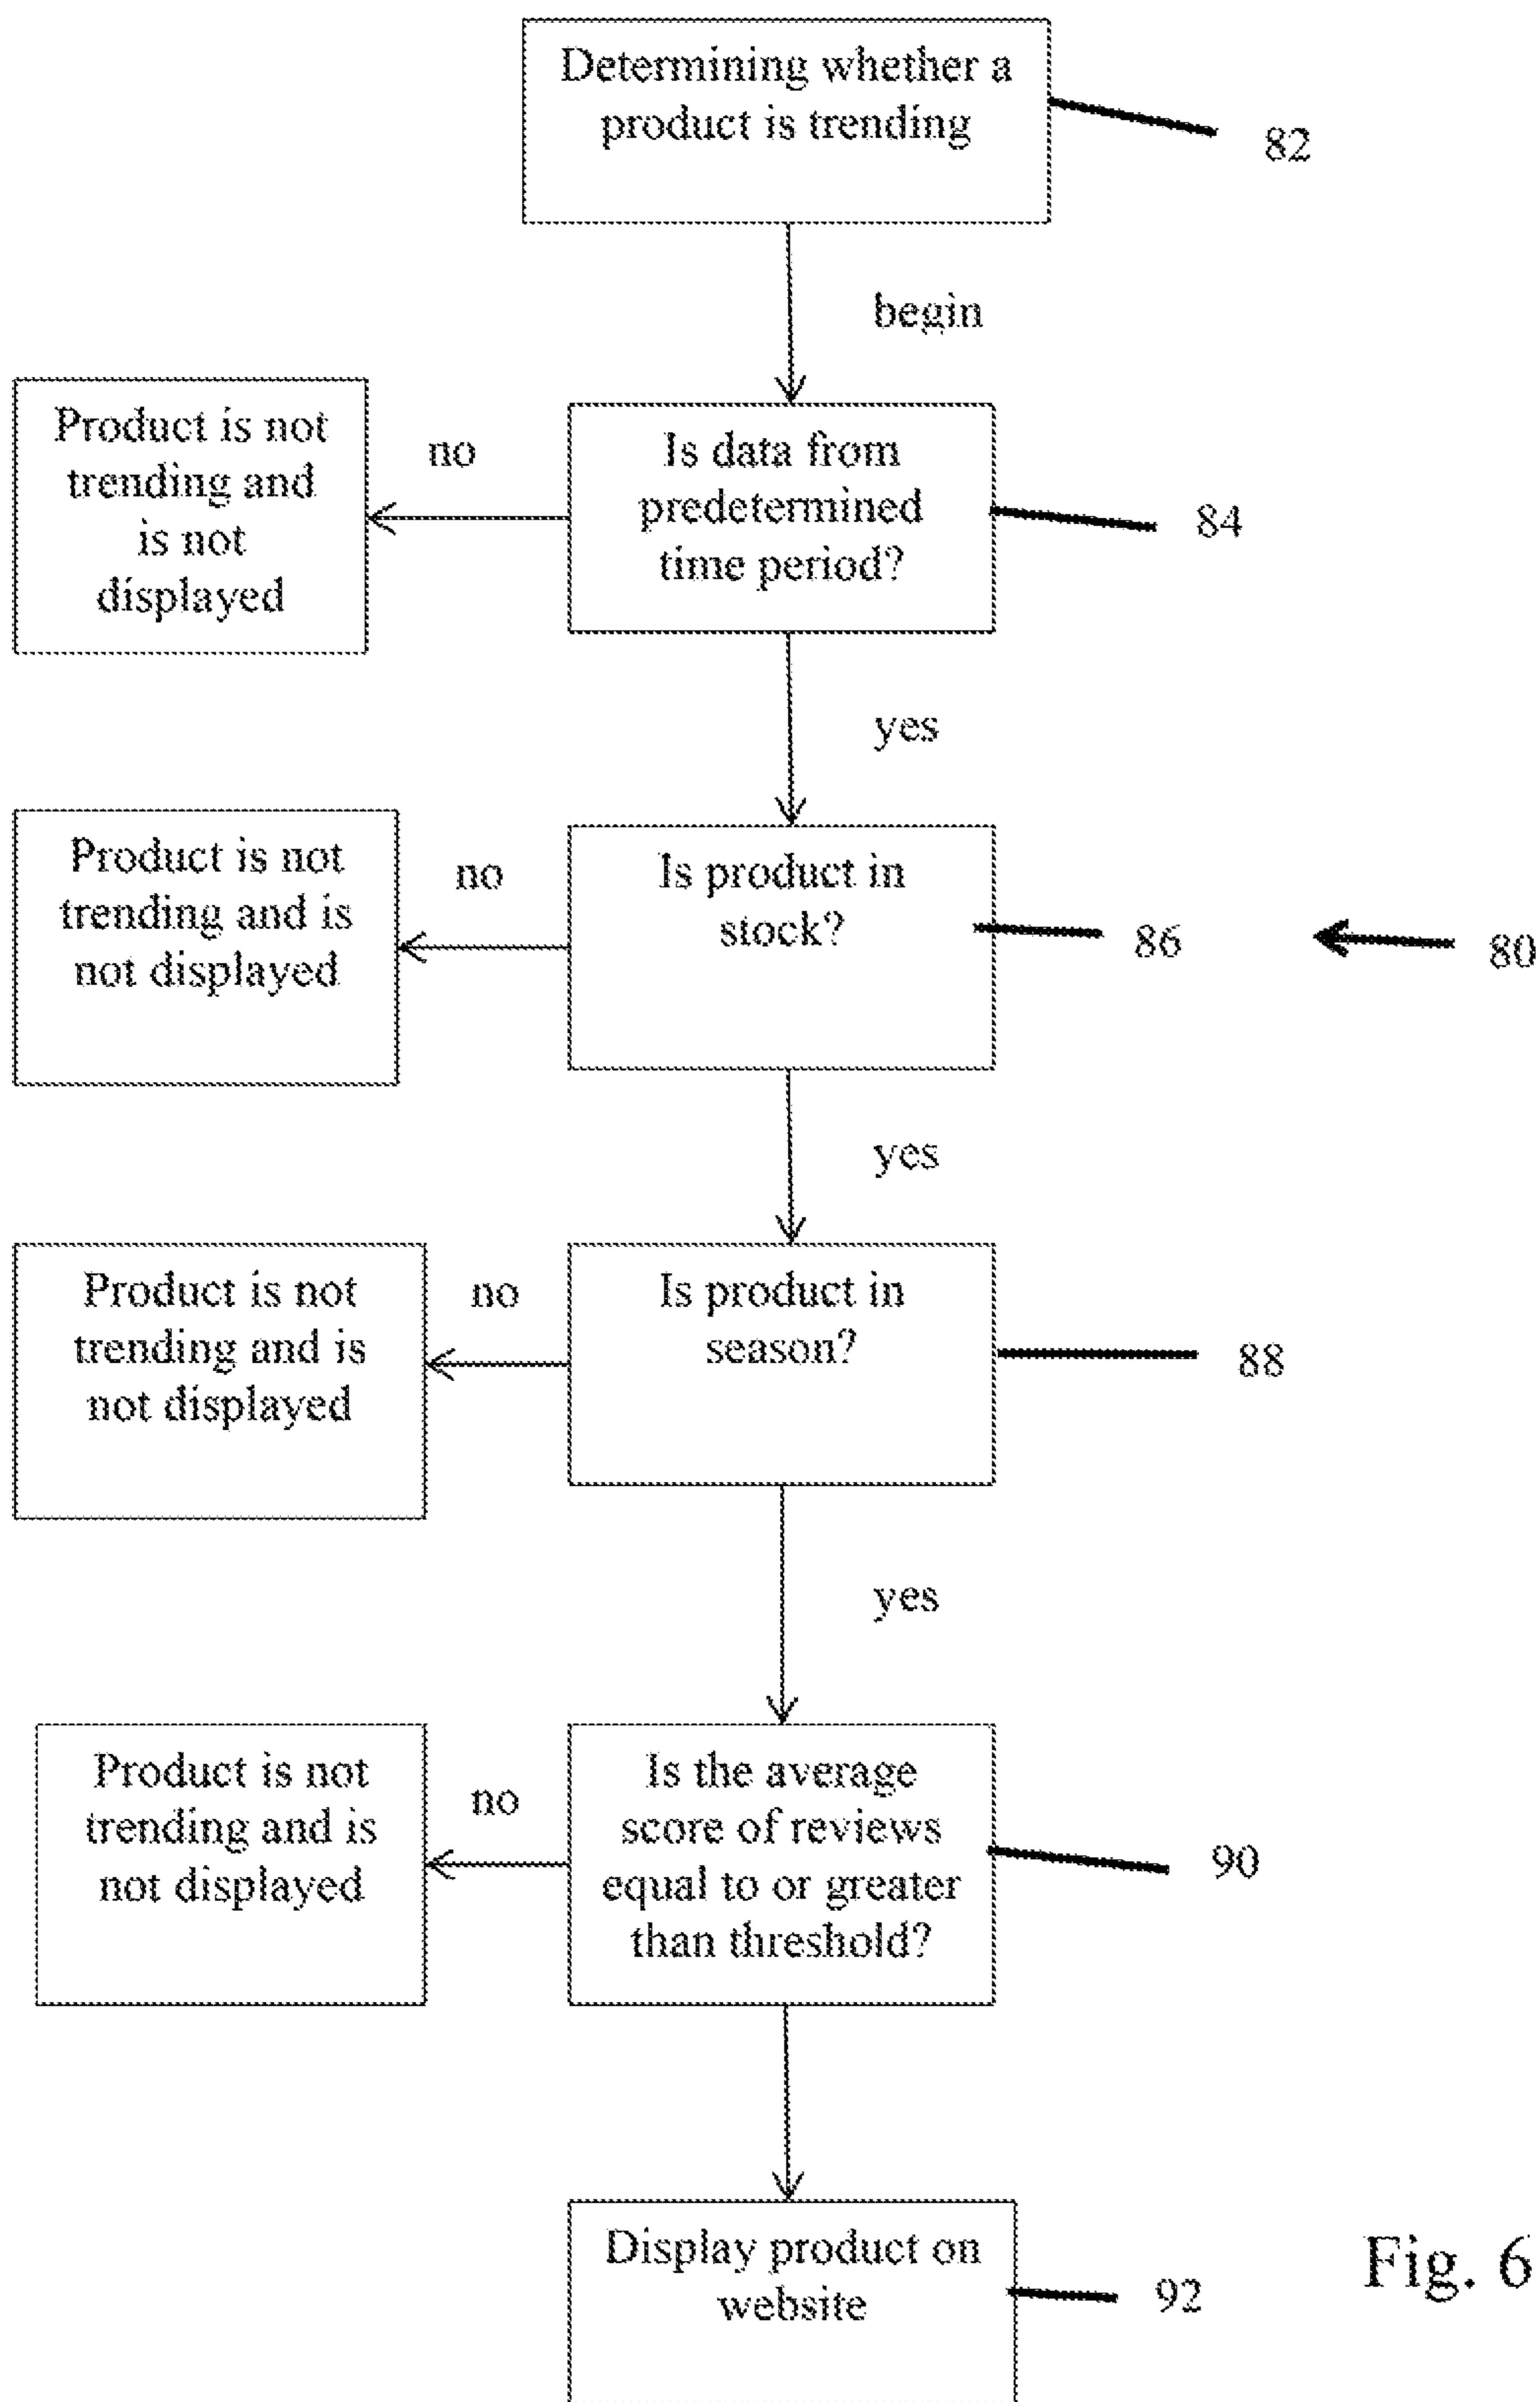 Determining whether a
product is trending
82
begin
Product is not
trending and
is not
displayed
no
Is data from
predetermined
time period?
84
yes
Product is not
trending and is
not displayed
no
Is product in
stock?
86
80
yes
Product is not
trending and is
not displayed
no
Is product in
season?
88
yes
Product is not
trending and is
not displayed
no
Is the average
score of reviews
equal to or greater
than threshold?
90
Display product on
website
92
Fig. 6